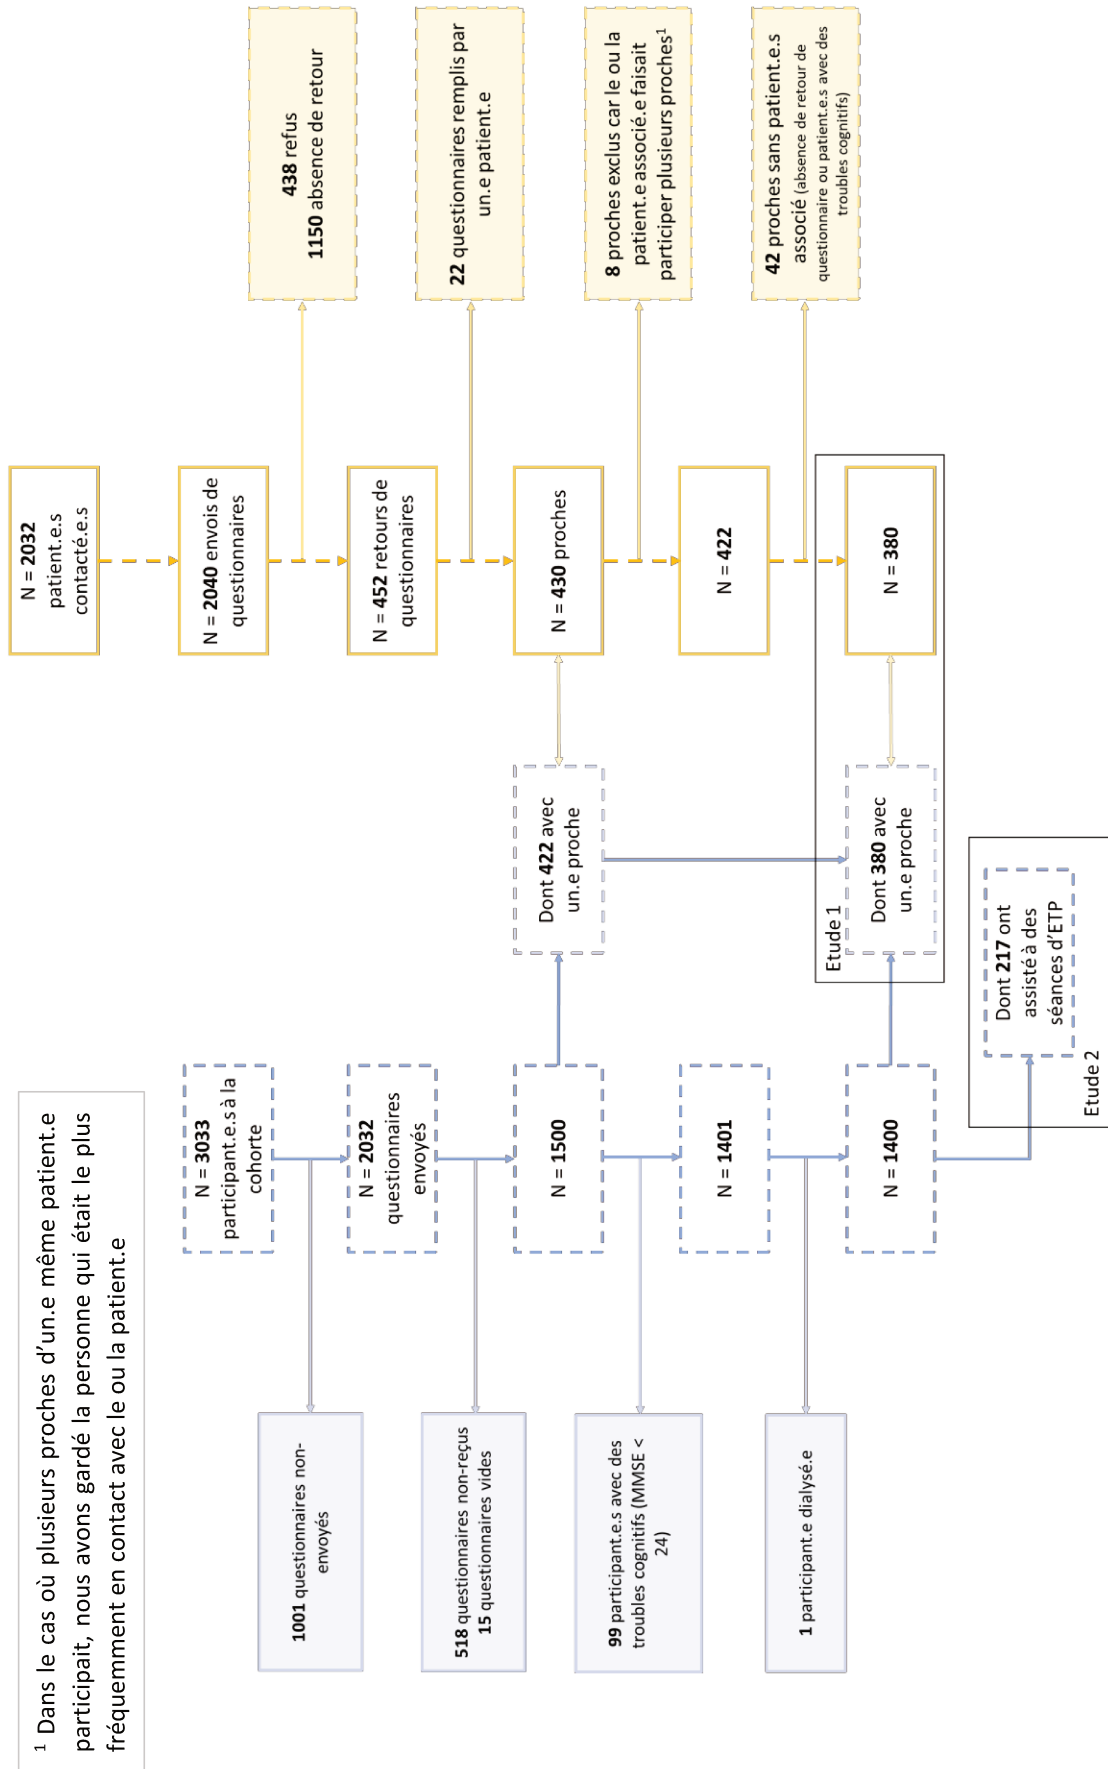 ¹ Dans le cas où plusieurs proches d'un.e même patient.e
participait, nous avons gardé la personne qui était le plus
fréquemment en contact avec le ou la patient.e
N = 3033
participant.e.s à la
cohorte
1001 questionnaires non-
envoyés
N = 2032
questionnaires
envoyés
518 questionnaires non-reçus
15 questionnaires vides
N = 1500
Dont 422 avec
un.e proche
99 participant.e.s avec des
troubles cognitifs (MMSE <
24)
N = 1401
1 participant.e dialysé.e
N = 1400
Etude 1
Dont 380 avec
un.e proche
Dont 217 ont
assisté à des
séances d'ETP
Etude 2
N = 2032
patient.e.s
contacté.e.s
N = 2040 envois de
questionnaires
438 refus
1150 absence de retour
N = 452 retours de
questionnaires
22 questionnaires remplis par
un.e patient.e
N = 430 proches
8 proches exclus car le ou la
patient.e associé.e faisait
participer plusieurs proches¹
N = 422
42 proches sans patient.e.s
associé (absence de retour de
questionnaire ou patient.e.s avec des
troubles cognitifs)
N = 380